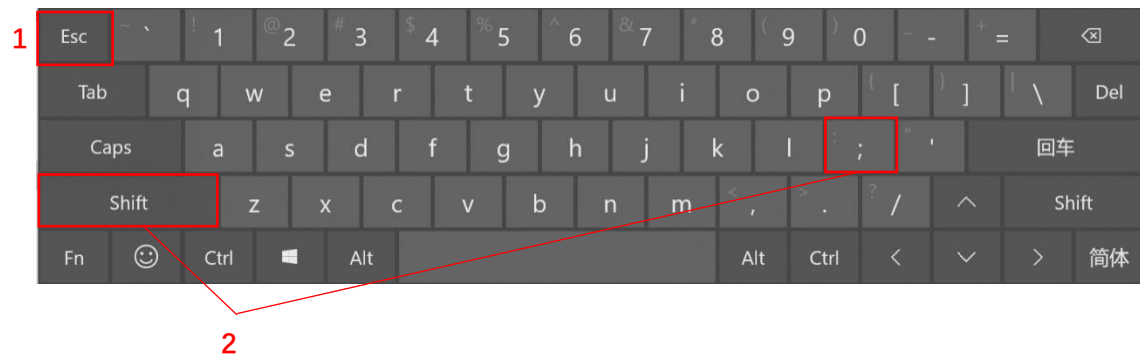 1 Esc ~ ` ! 1 @ 2 # 3 $ 4 % 5 ^ 6 & 7 * 8 ( 9 ) 0 _ - + =
Tab q w e r t y u i o p { [ } ] | \ Del
Caps a s d f g h j k l : ; " ' 回车
Shift z x c v b n m < , > . ? / Shift
Fn Ctrl Alt Alt Ctrl 简体
2